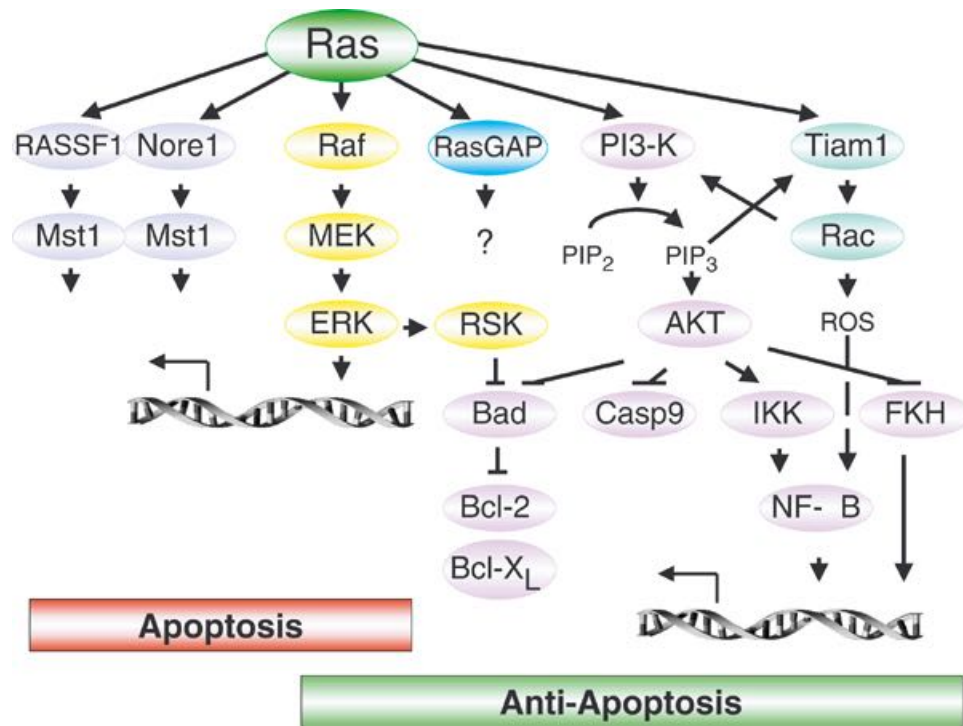 Ras
RASSF1 Nore1 Raf RasGAP PI3-K Tiam1
Mst1 Mst1 MEK ? PIP2 PIP3 Rac
ERK RSK AKT ROS
Bad Casp9 IKK FKH
Bcl-2 NF- B
Bcl-XL
Apoptosis
Anti-Apoptosis